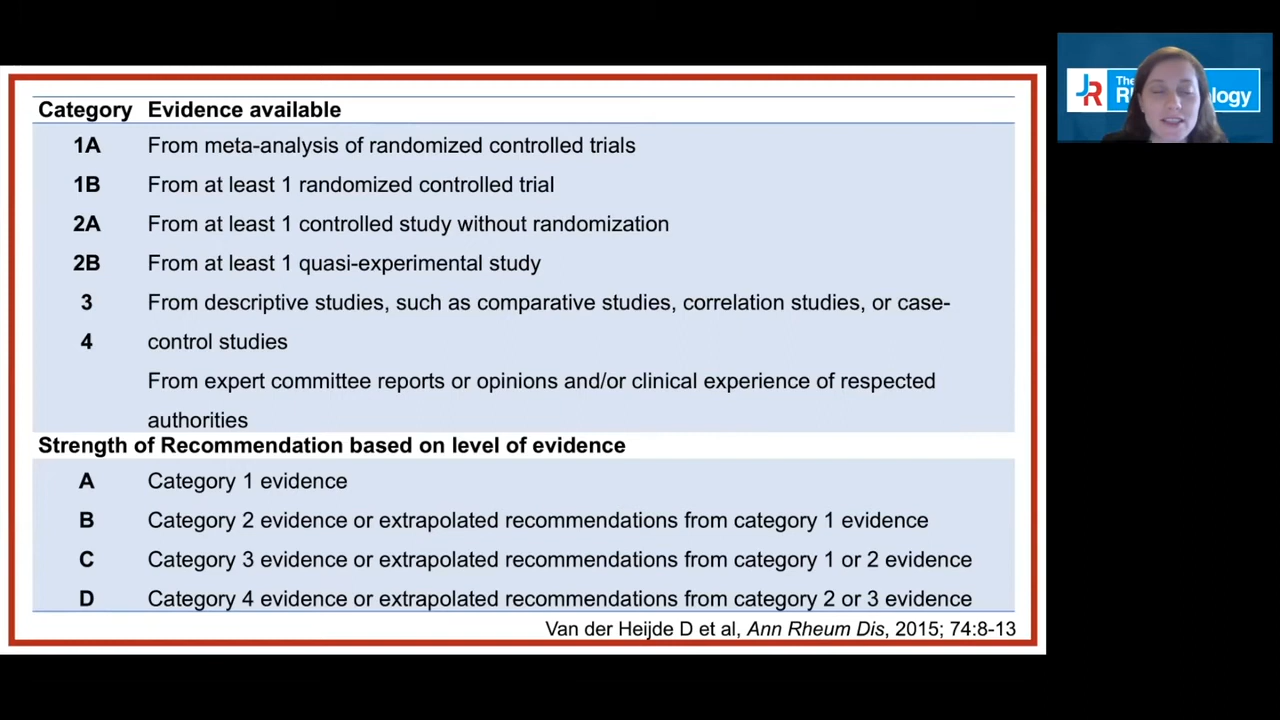 Category Evidence available
1A From meta-analysis of randomized controlled trials
1B From at least 1 randomized controlled trial
2A From at least 1 controlled study without randomization
2B From at least 1 quasi-experimental study
3 From descriptive studies, such as comparative studies, correlation studies, or case-
4 control studies
From expert committee reports or opinions and/or clinical experience of respected
authorities
Strength of Recommendation based on level of evidence
A Category 1 evidence
B Category 2 evidence or extrapolated recommendations from category 1 evidence
C Category 3 evidence or extrapolated recommendations from category 1 or 2 evidence
D Category 4 evidence or extrapolated recommendations from category 2 or 3 evidence
Van der Heijde D et al, Ann Rheum Dis, 2015; 74:8-13
JR
The